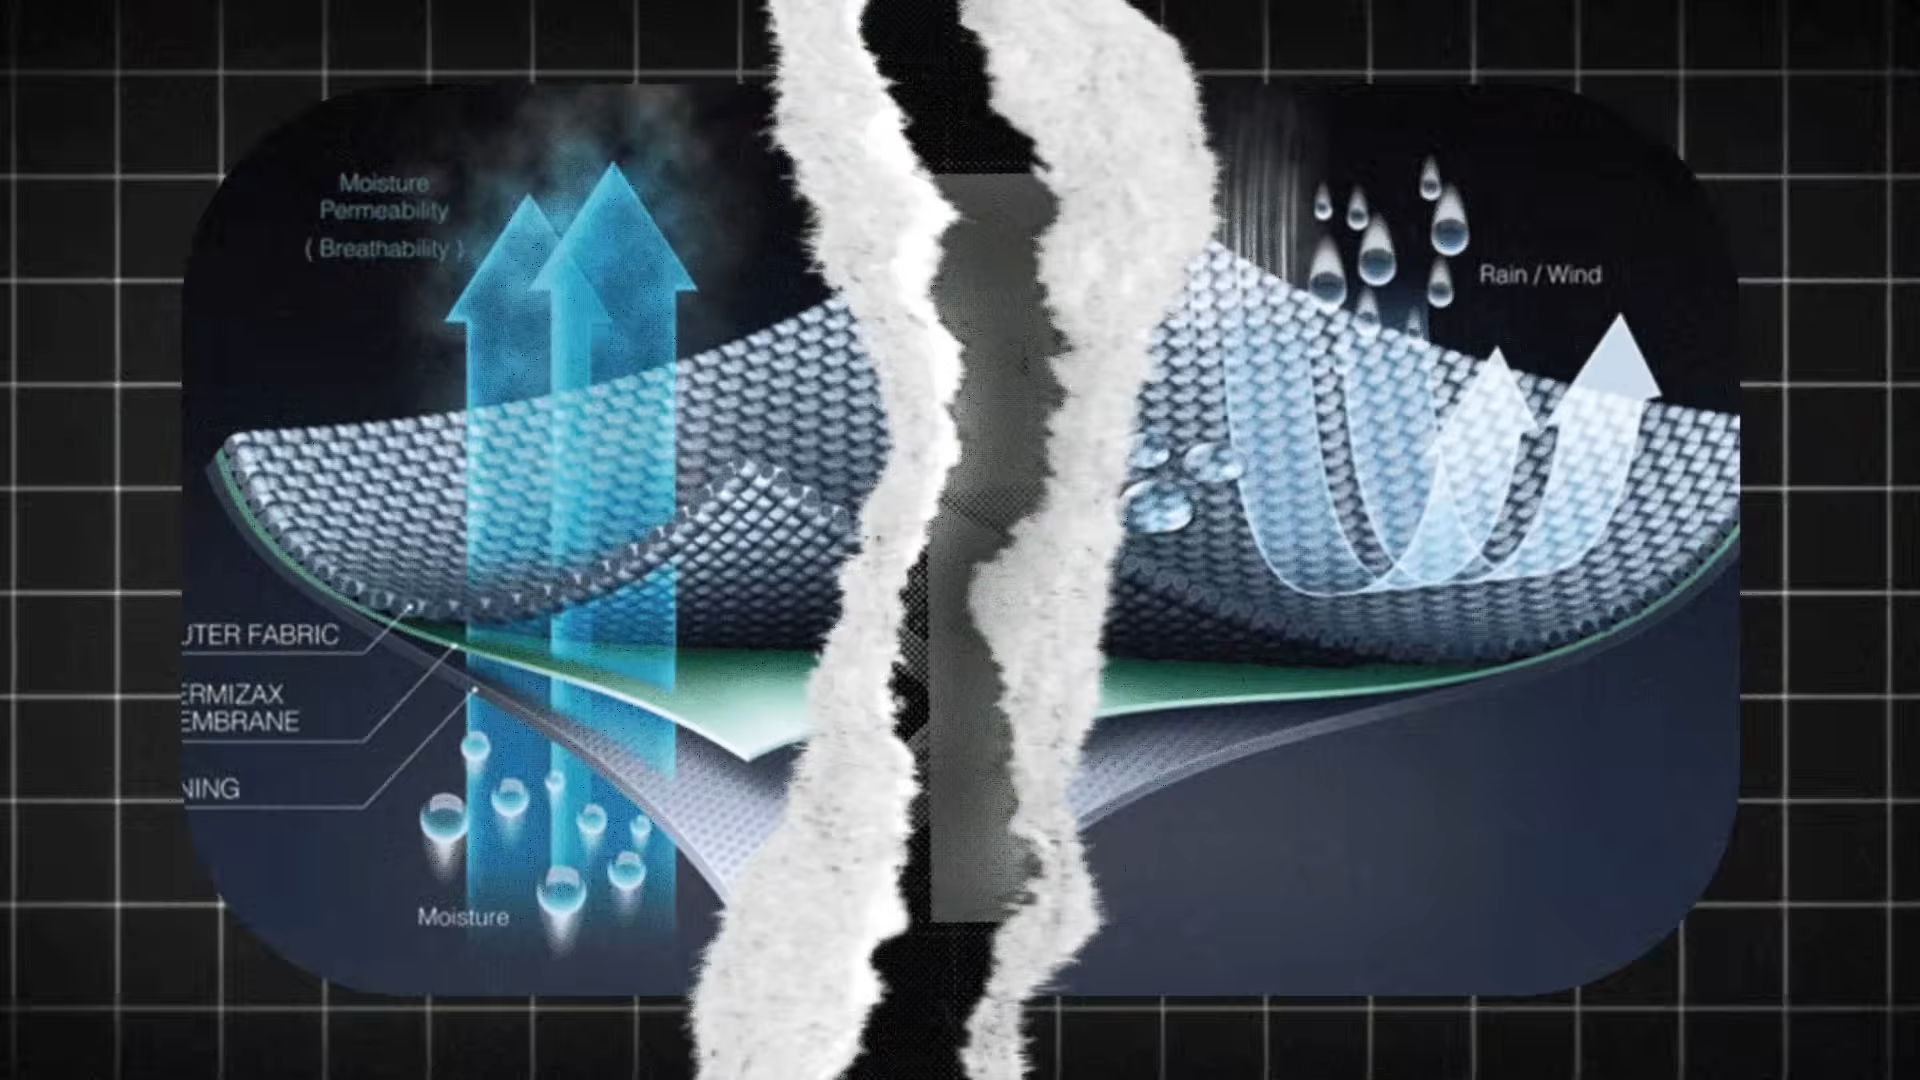 Moisture
Permeability
( Breathability )
Rain / Wind
UTER FABRIC
ERMIZAX
EMBRANE
NING
Moisture